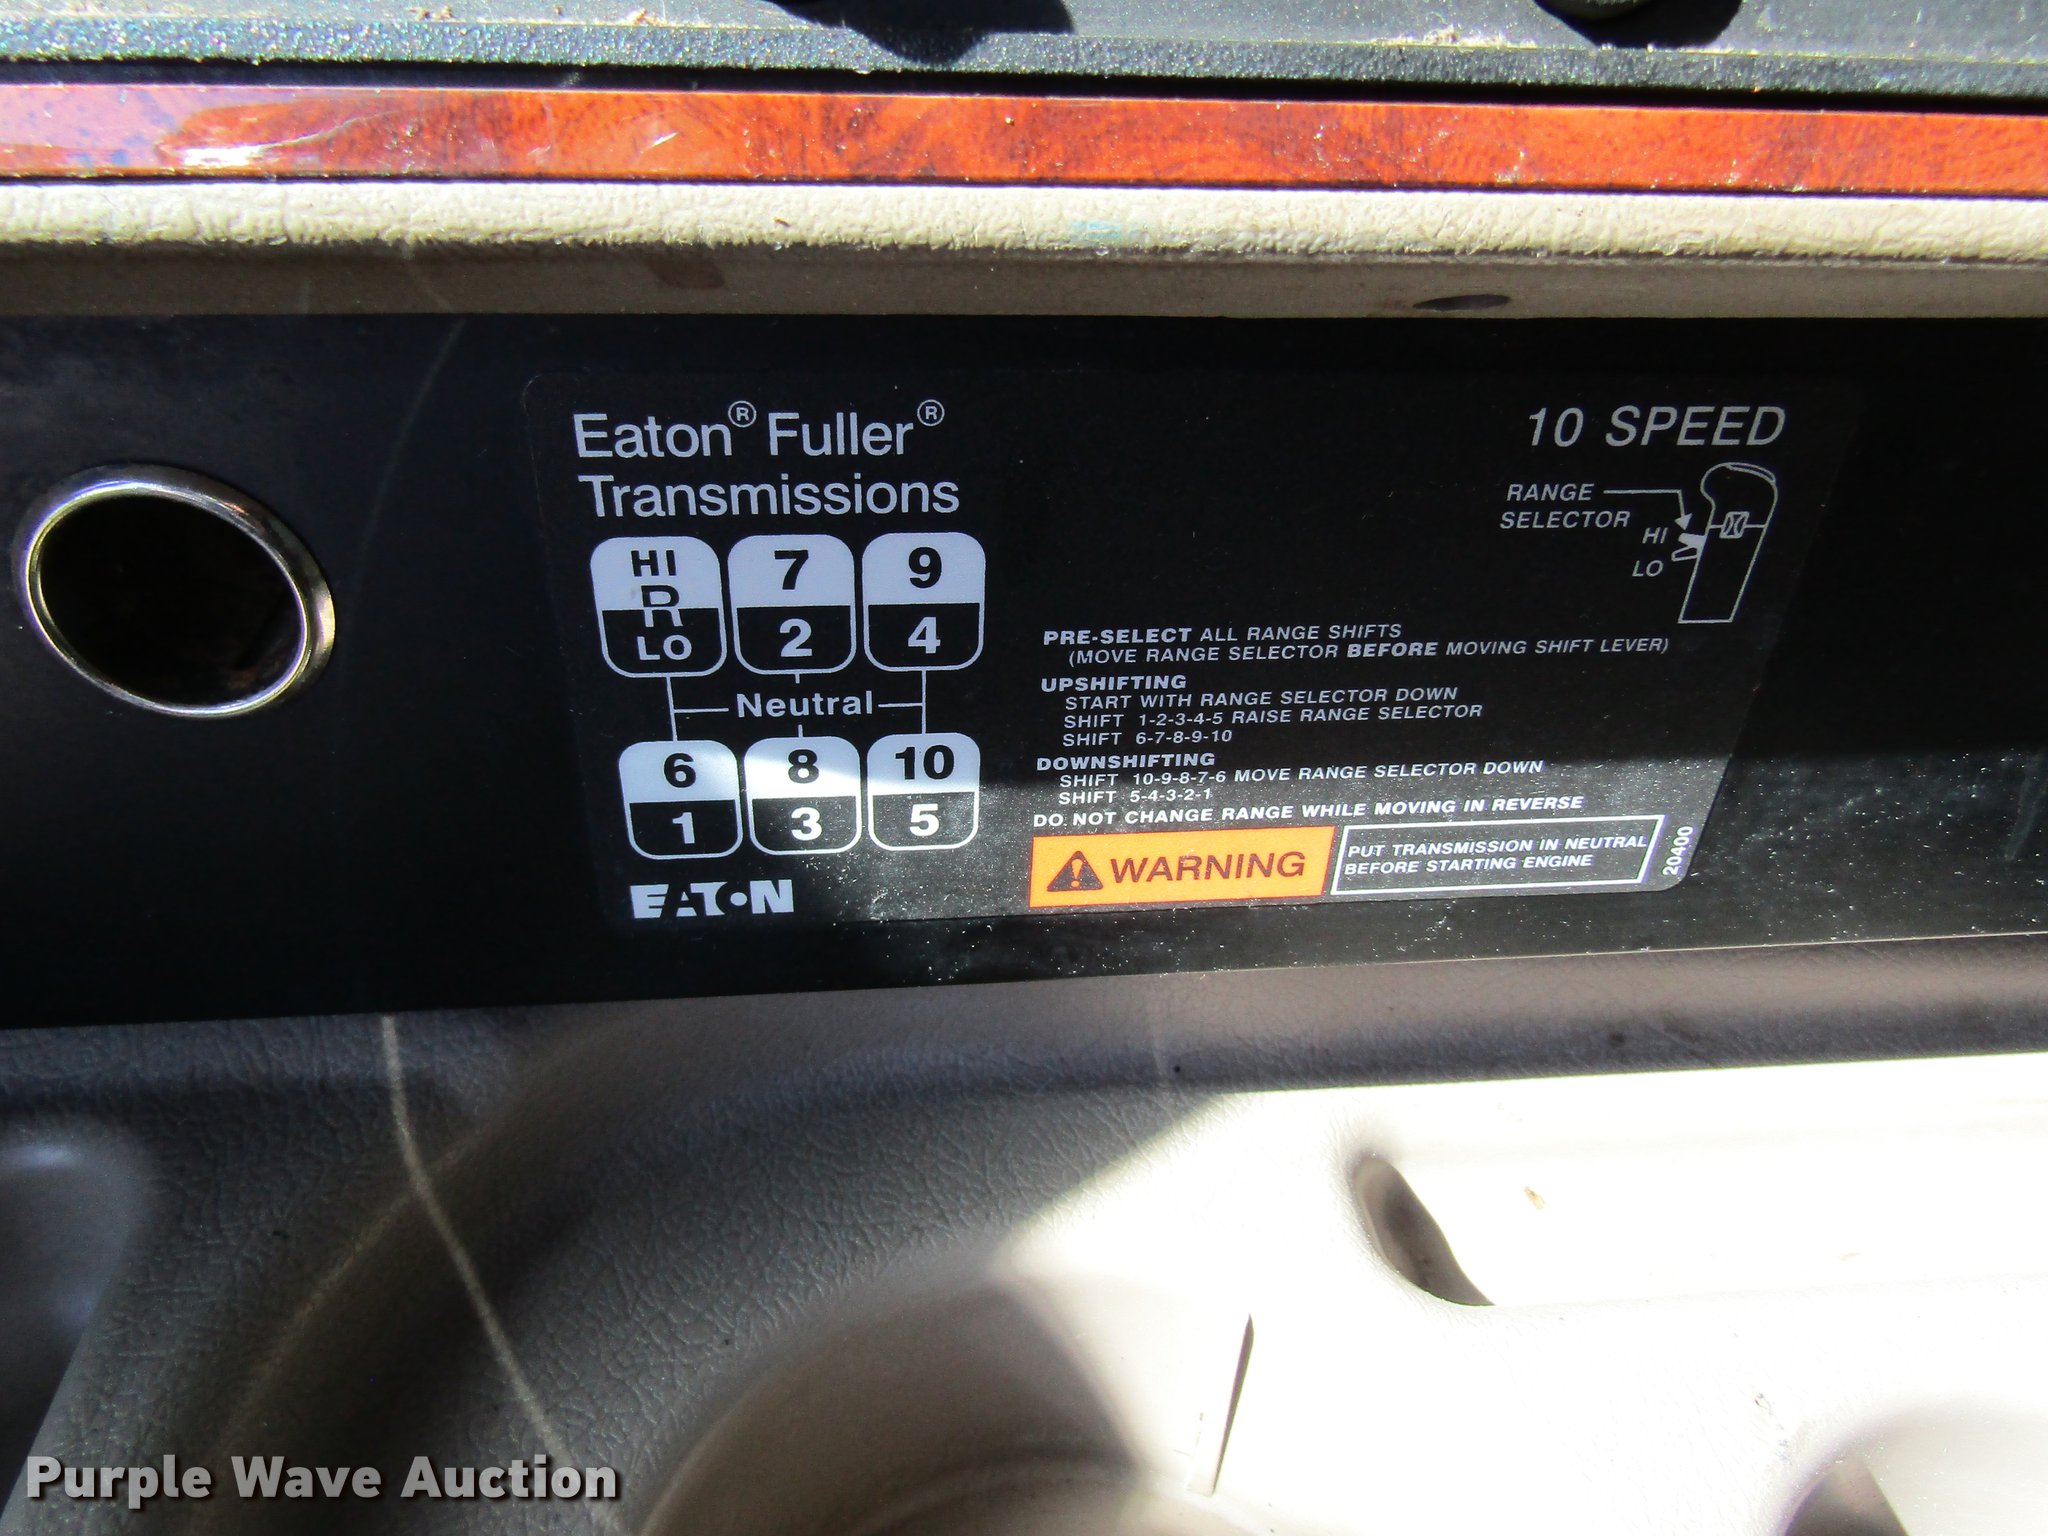 Eaton® Fuller®
Transmissions
10 SPEED
RANGE
SELECTOR
HI
LO
HI 7 9
R
LO 2 4
Neutral
6 8 10
1 3 5
EATON
PRE-SELECT ALL RANGE SHIFTS
(MOVE RANGE SELECTOR BEFORE MOVING SHIFT LEVER)
UPSHIFTING
START WITH RANGE SELECTOR DOWN
SHIFT 1-2-3-4-5 RAISE RANGE SELECTOR
SHIFT 6-7-8-9-10
DOWNSHIFTING
SHIFT 10-9-8-7-6 MOVE RANGE SELECTOR DOWN
SHIFT 5-4-3-2-1
DO NOT CHANGE RANGE WHILE MOVING IN REVERSE
WARNING
PUT TRANSMISSION IN NEUTRAL
BEFORE STARTING ENGINE
20400
Purple Wave Auction